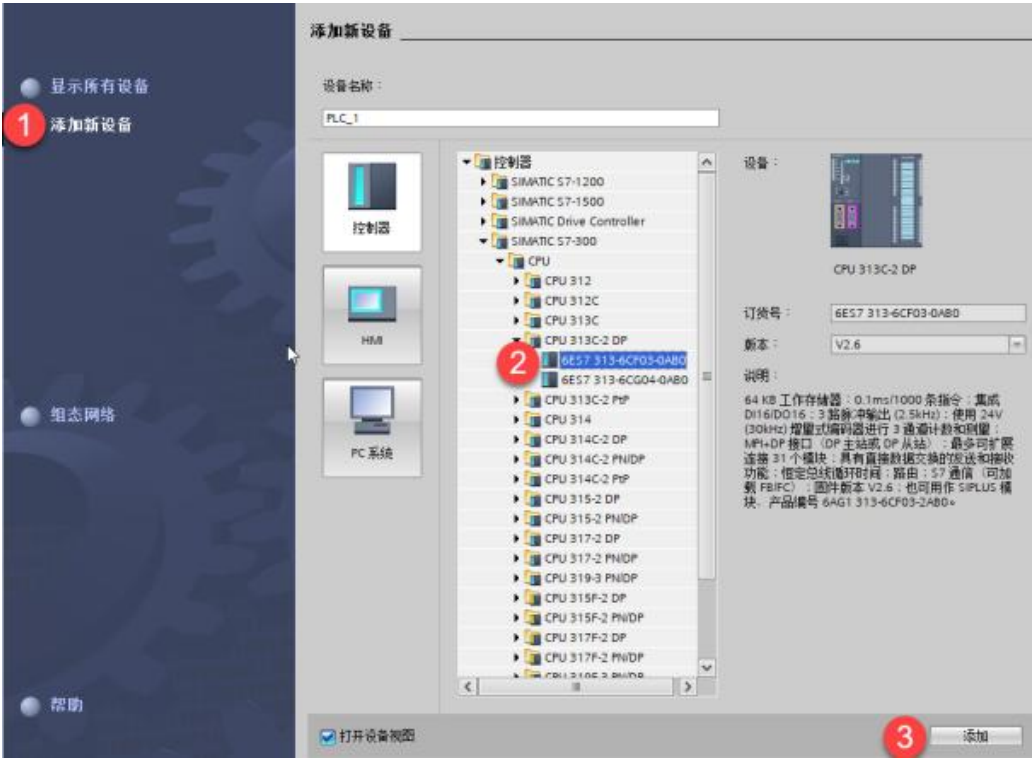 添加新设备
显示所有设备
1
添加新设备
组态网络
帮助
设备名称：
PLC_1
控制器
HMI
PC 系统
控制器
SIMATIC S7-1200
SIMATIC S7-1500
SIMATIC Drive Controller
SIMATIC S7-300
CPU
CPU 312
CPU 312C
CPU 313C
CPU 313C-2 DP
2
6ES7 313-6CF03-0AB0
6ES7 313-6CG04-0AB0
CPU 313C-2 PtP
CPU 314
CPU 314C-2 DP
CPU 314C-2 PN/DP
CPU 314C-2 PtP
CPU 315-2 DP
CPU 315-2 PN/DP
CPU 317-2 DP
CPU 317-2 PN/DP
CPU 319-3 PN/DP
CPU 315F-2 DP
CPU 315F-2 PN/DP
CPU 317F-2 DP
CPU 317F-2 PN/DP
CPU 319F-3 PN/DP
设备：
CPU 313C-2 DP
订货号：
6ES7 313-6CF03-0AB0
版本：
V2.6
说明：
64 KB 工作存储器；0.1ms/1000 条指令；集成
DI16/DO16；3 路脉冲输出 (2.5kHz)；使用 24V
(30kHz) 增量式编码器进行 3 通道计数和测量；
MPI+DP 接口（DP 主站或 DP 从站）；最多可扩展
连接 31 个模块；具有直接数据交换的发送和接收
功能；恒定总线循环时间；路由；S7 通信（可加
载 FB/FC）；固件版本 V2.6；也可用作 SIPLUS 模
块、产品编号 6AG1 313-6CF03-2AB0。
打开设备视图
3
添加